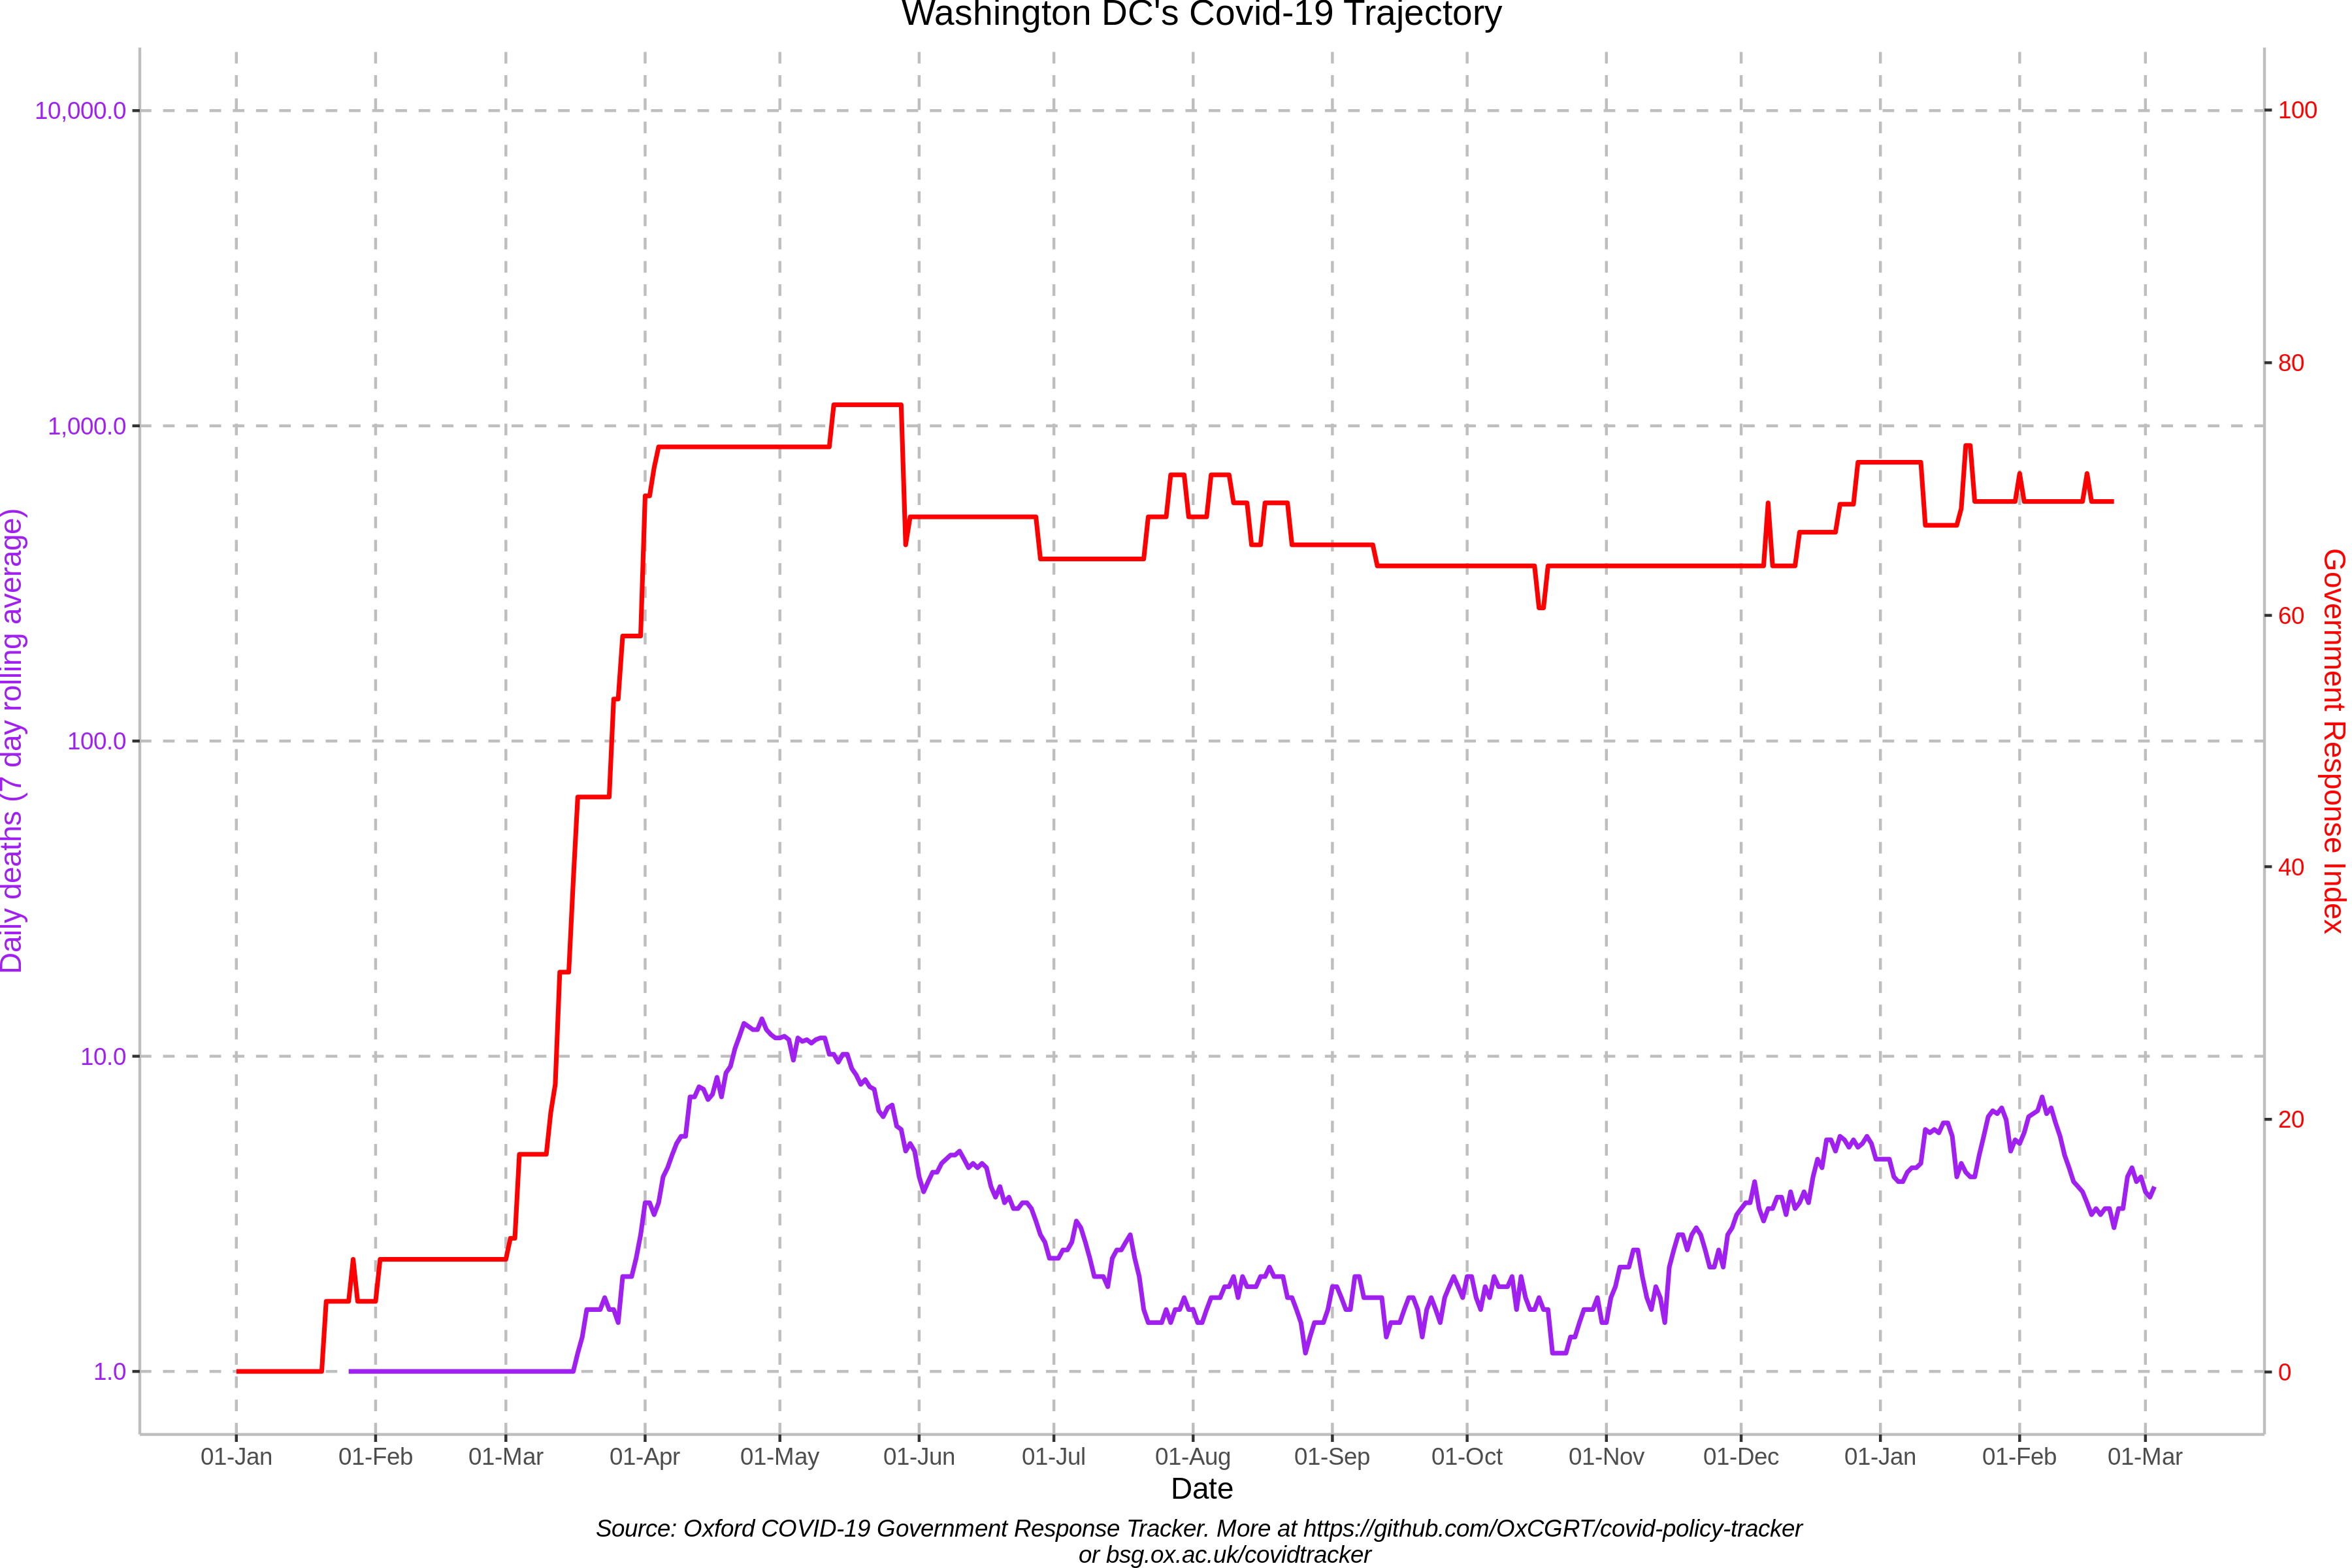 Washington DC's Covid-19 Trajectory
10,000.0
1,000.0
100.0
10.0
1.0
Daily deaths (7 day rolling average)
100
80
60
40
20
0
Government Response Index
01-Jan 01-Feb 01-Mar 01-Apr 01-May 01-Jun 01-Jul 01-Aug 01-Sep 01-Oct 01-Nov 01-Dec 01-Jan 01-Feb 01-Mar
Date
Source: Oxford COVID-19 Government Response Tracker. More at https://github.com/OxCGRT/covid-policy-tracker
or bsg.ox.ac.uk/covidtracker